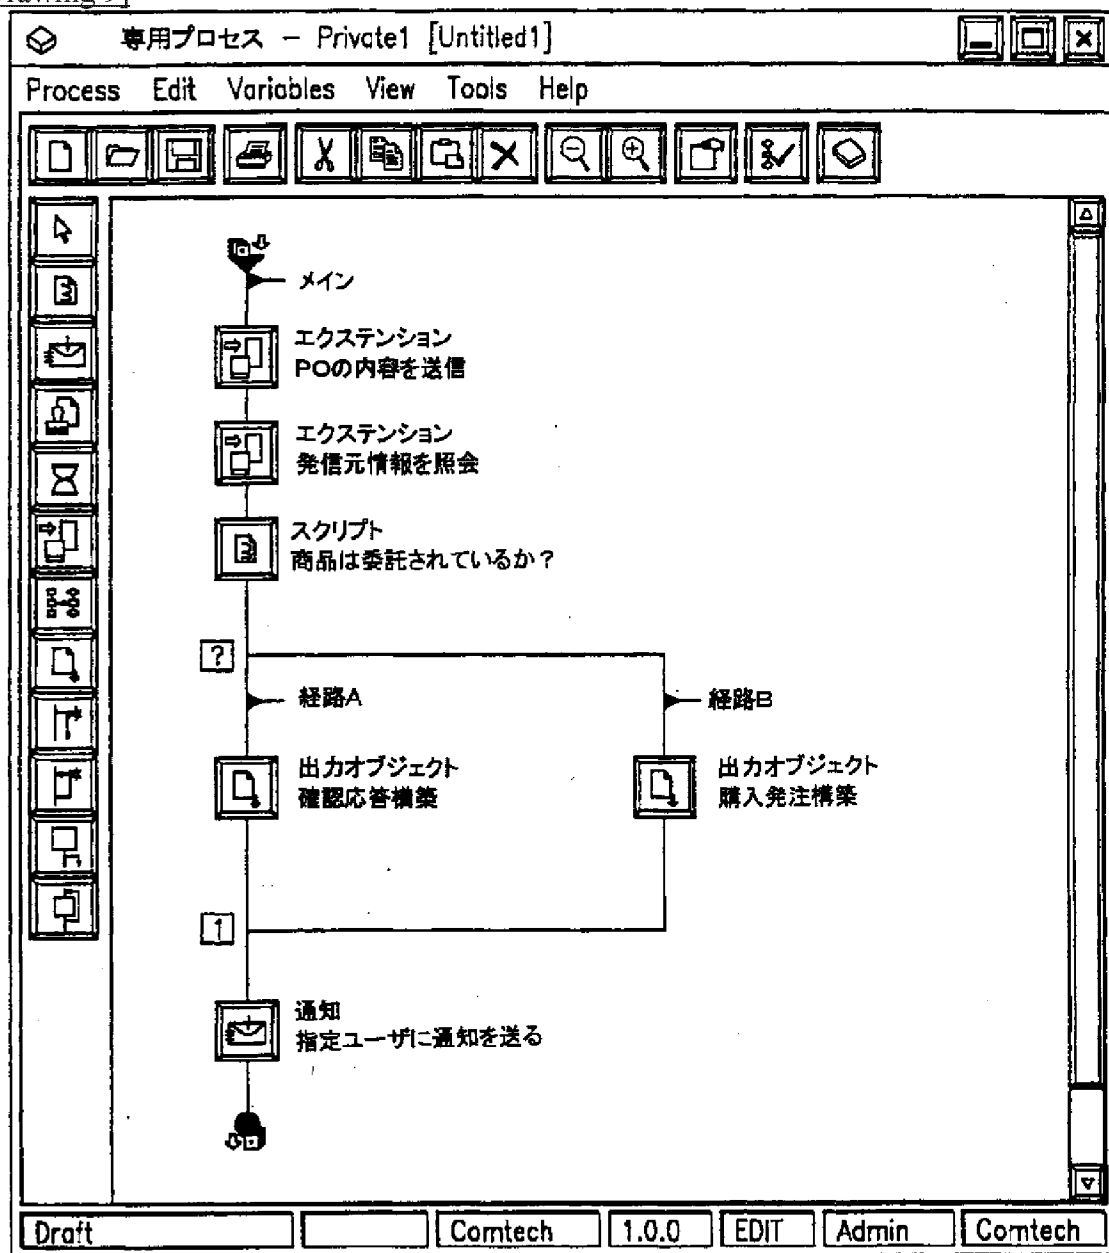 専用プロセス － Private1 [Untitled1]
Process Edit Variables View Tools Help
メイン
エクステンション
POの内容を送信
エクステンション
発信元情報を照会
スクリプト
商品は委託されているか？
?
経路A
経路B
出力オブジェクト
確認応答構築
出力オブジェクト
購入発注構築
1
通知
指定ユーザに通知を送る
Draft Comtech 1.0.0 EDIT Admin Comtech